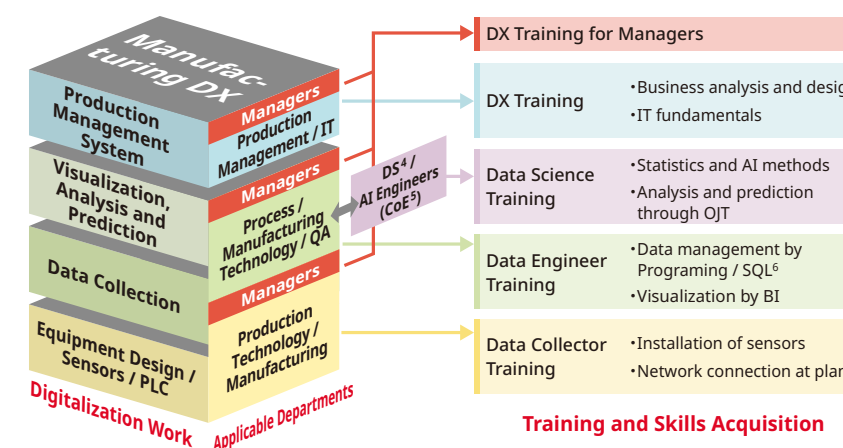 Manufac-
turing DX
Production
Management
System
Visualization,
Analysis and
Prediction
Data Collection
Equipment Design /
Sensors / PLC
Digitalization Work
Managers
Production
Management / IT
Managers
Process /
Manufacturing
Technology / QA
Managers
Production
Technology /
Manufacturing
Applicable Departments
DS⁴ /
AI Engineers
(CoE⁵)
DX Training for Managers
DX Training
・Business analysis and desig
・IT fundamentals
Data Science
Training
・Statistics and AI methods
・Analysis and prediction
through OJT
Data Engineer
Training
・Data management by
Programing / SQL⁶
・Visualization by BI
Data Collector
Training
・Installation of sensors
・Network connection at plan
Training and Skills Acquisition